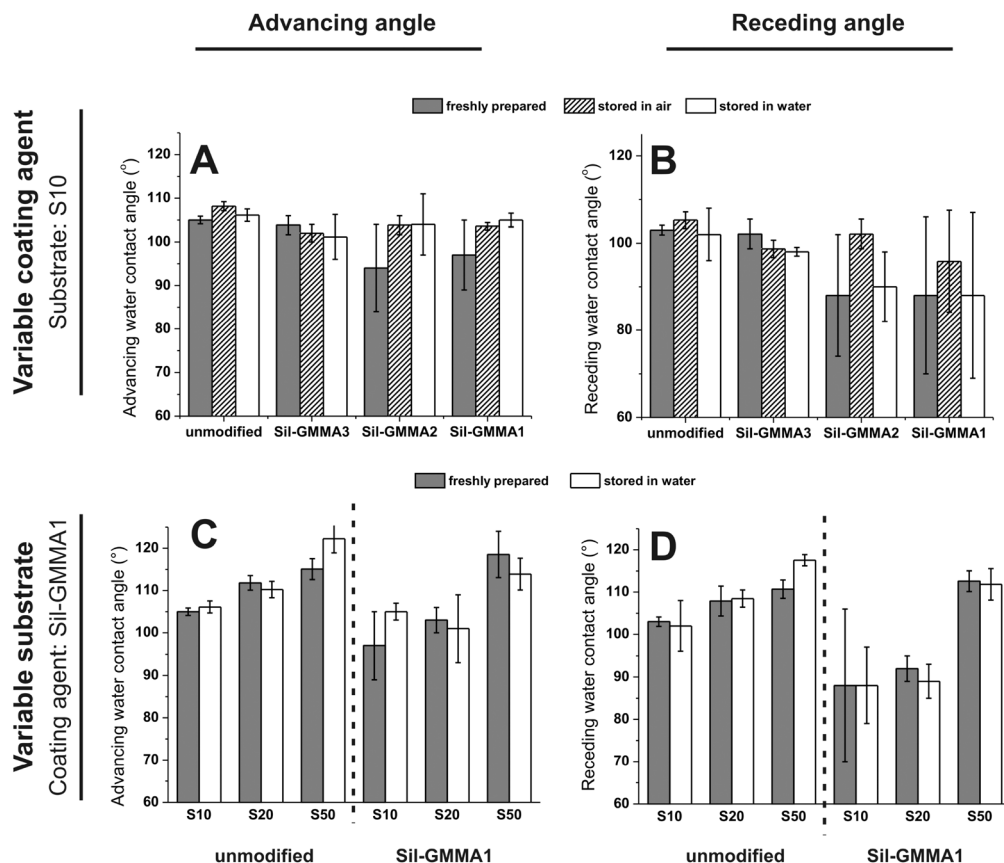 Advancing angle
Receding angle
Variable coating agent
Substrate: S10
freshly prepared stored in air stored in water
A
Advancing water contact angle (°)
120
110
100
90
80
70
60
unmodified Sil-GMMA3 Sil-GMMA2 Sil-GMMA1
B
Receding water contact angle (°)
120
100
80
60
unmodified Sil-GMMA3 Sil-GMMA2 Sil-GMMA1
Variable substrate
Coating agent: Sil-GMMA1
freshly prepared stored in water
C
Advancing water contact angle (°)
120
110
100
90
80
70
60
S10 S20 S50 S10 S20 S50
unmodified Sil-GMMA1
D
Receding water contact angle (°)
120
110
100
90
80
70
60
S10 S20 S50 S10 S20 S50
unmodified Sil-GMMA1